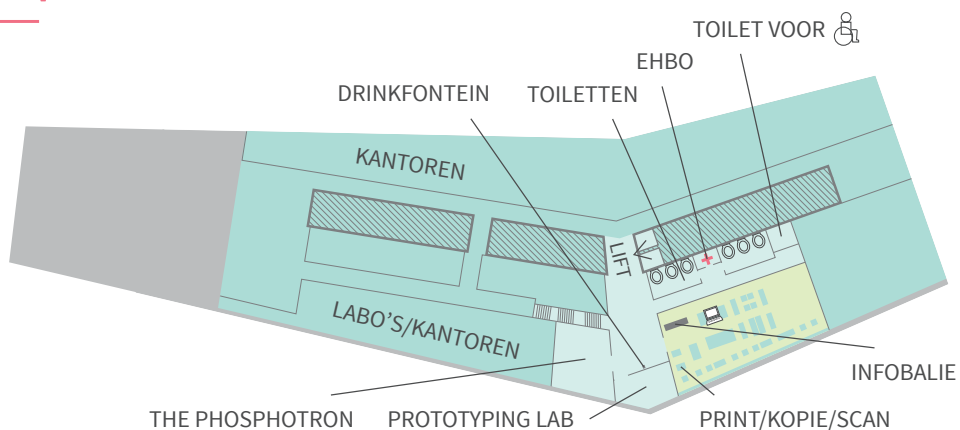 TOILET VOOR
EHBO
DRINKFONTEIN
TOILETTEN
KANTOREN
LIFT
LABO'S/KANTOREN
INFOBALIE
THE PHOSPHOTRON
PROTOTYPING LAB
PRINT/KOPIE/SCAN